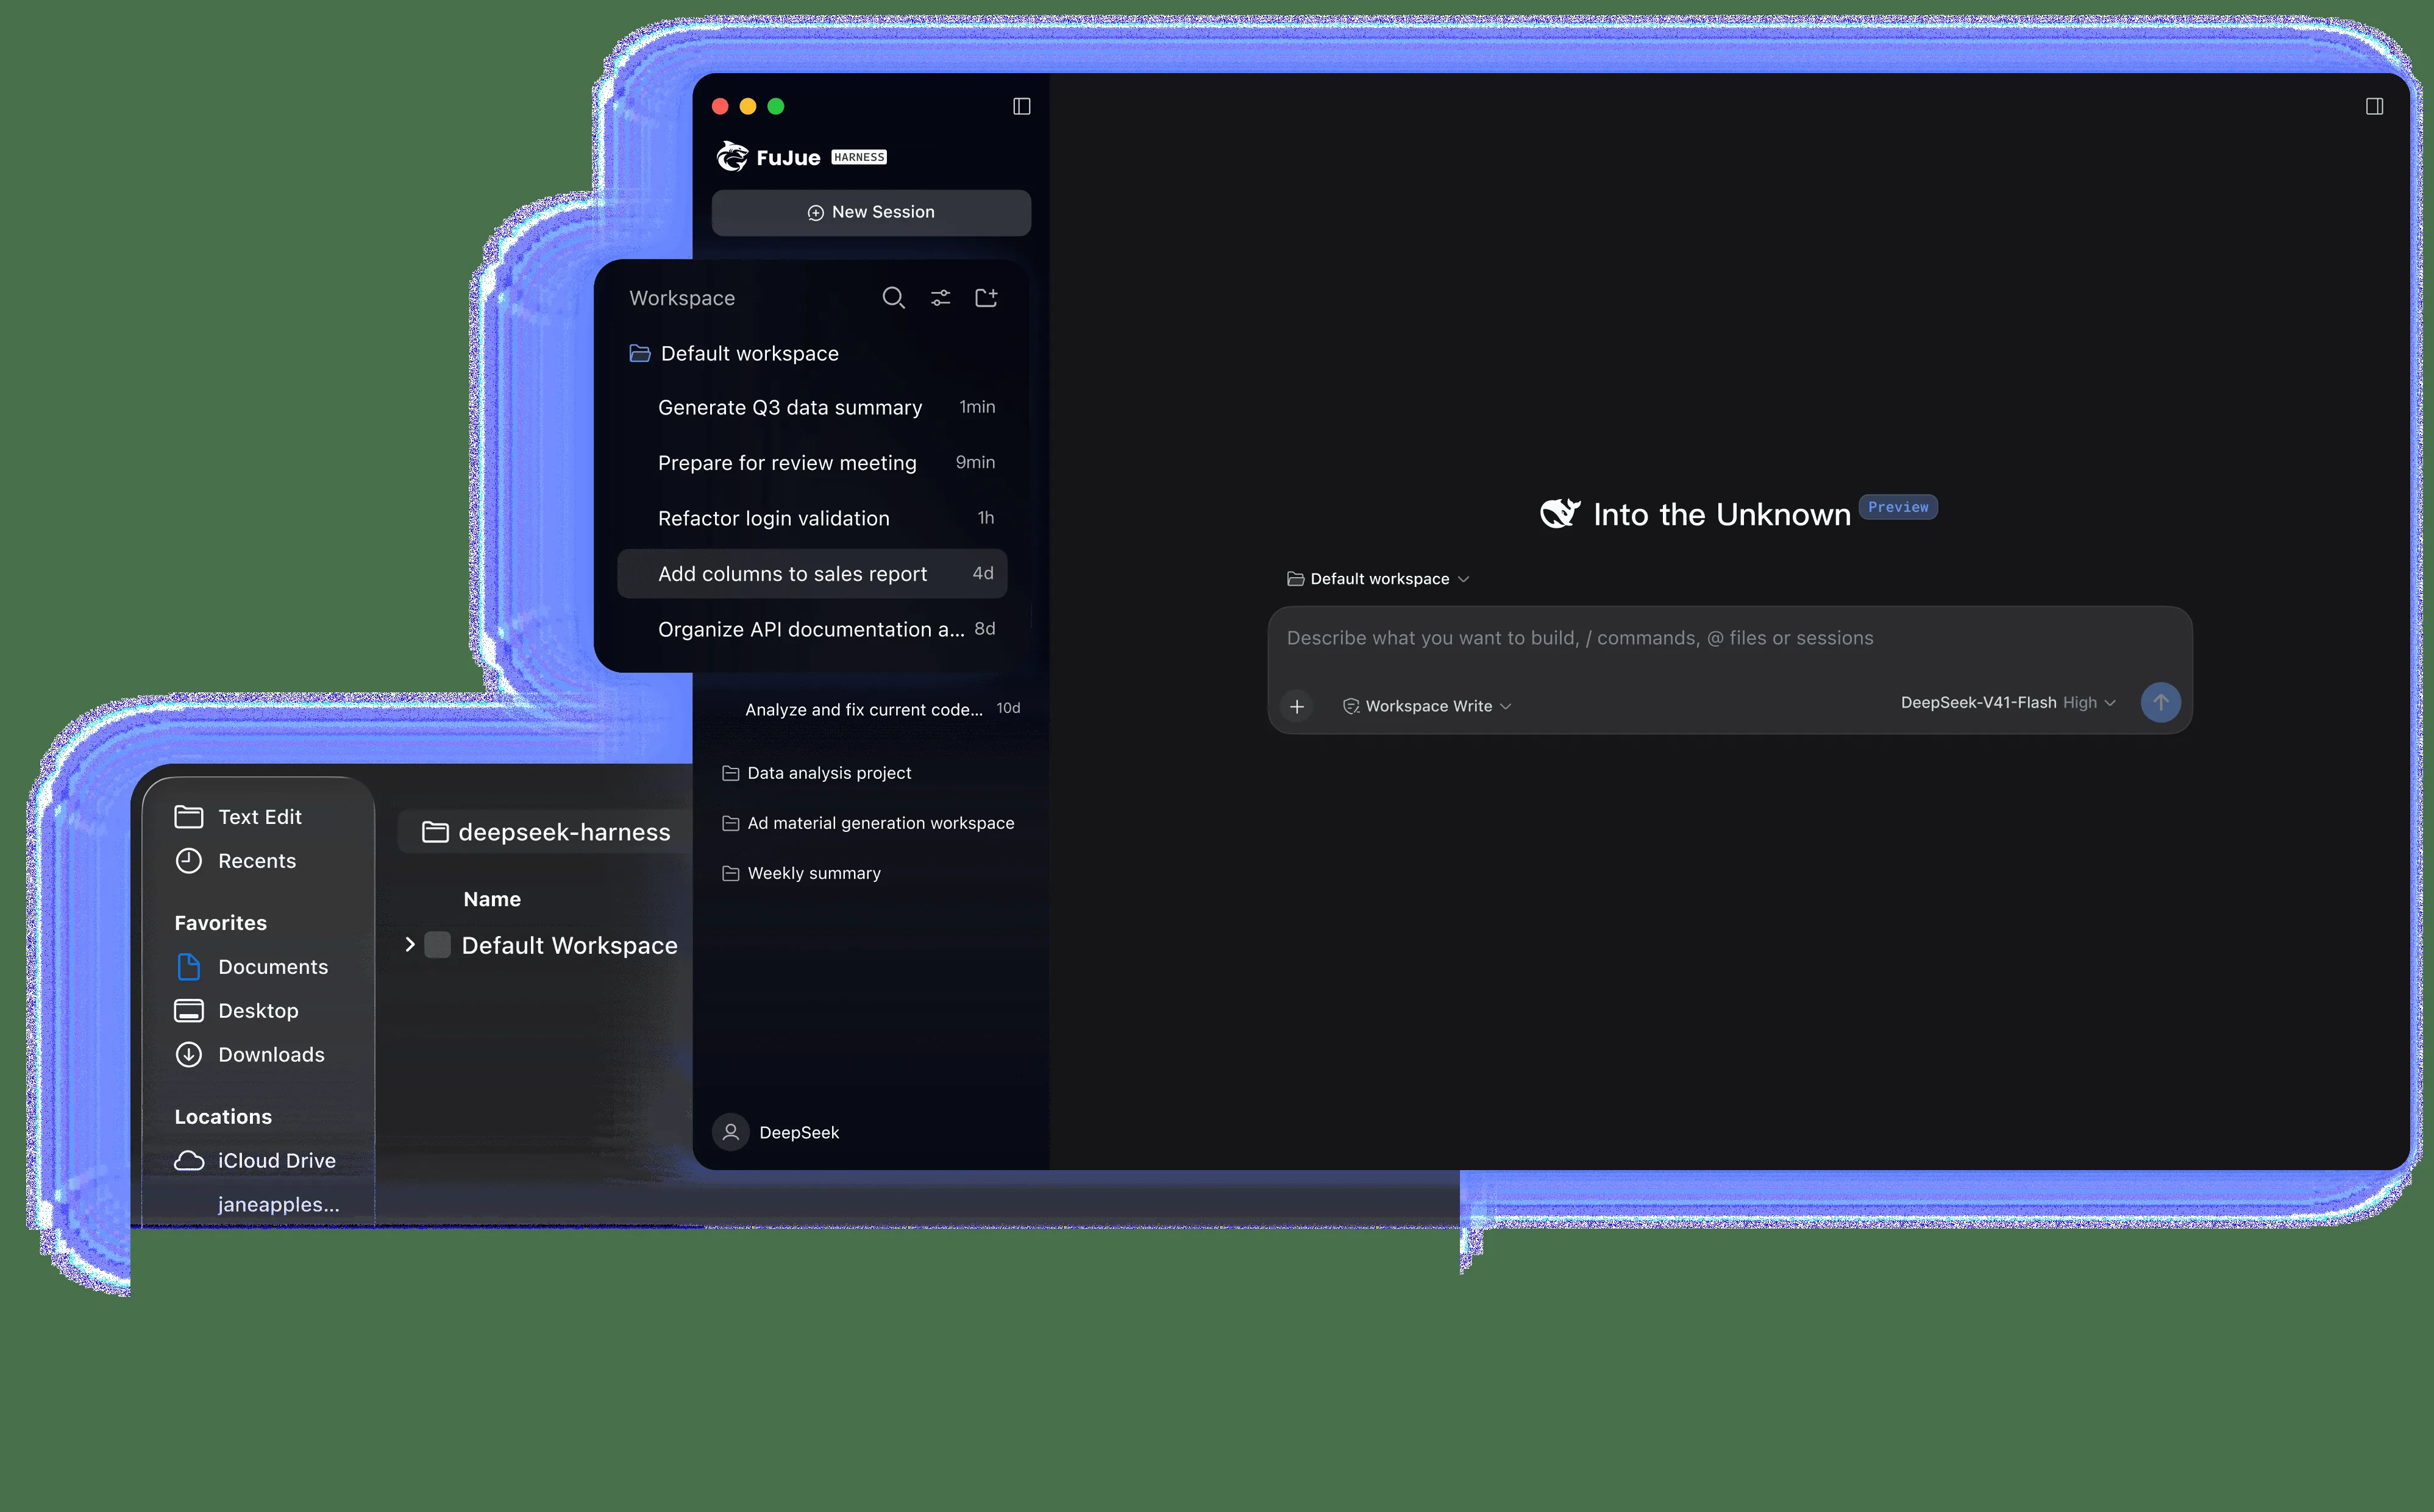 FuJue HARNESS
New Session
Workspace
Default workspace
Generate Q3 data summary 1min
Prepare for review meeting 9min
Refactor login validation 1h
Add columns to sales report 4d
Organize API documentation a... 8d
Analyze and fix current code... 10d
Data analysis project
Ad material generation workspace
Weekly summary
DeepSeek
Into the Unknown Preview
Default workspace
Describe what you want to build, / commands, @ files or sessions
Workspace Write
DeepSeek-V41-Flash High
Text Edit
Recents
Favorites
Documents
Desktop
Downloads
Locations
iCloud Drive
janeapples...
deepseek-harness
Name
Default Workspace